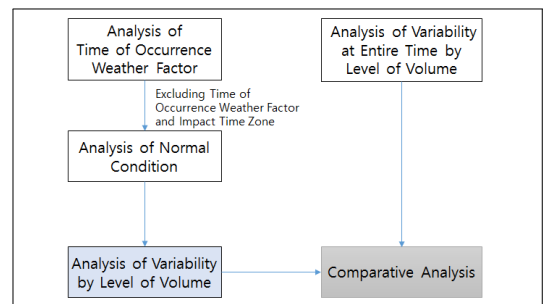 Analysis of
Time of Occurrence
Weather Factor
Analysis of Variability
at Entire Time by
Level of Volume
Excluding Time of
Occurrence Weather Factor
and Impact Time Zone
Analysis of Normal
Condition
Analysis of Variability
by Level of Volume
Comparative Analysis